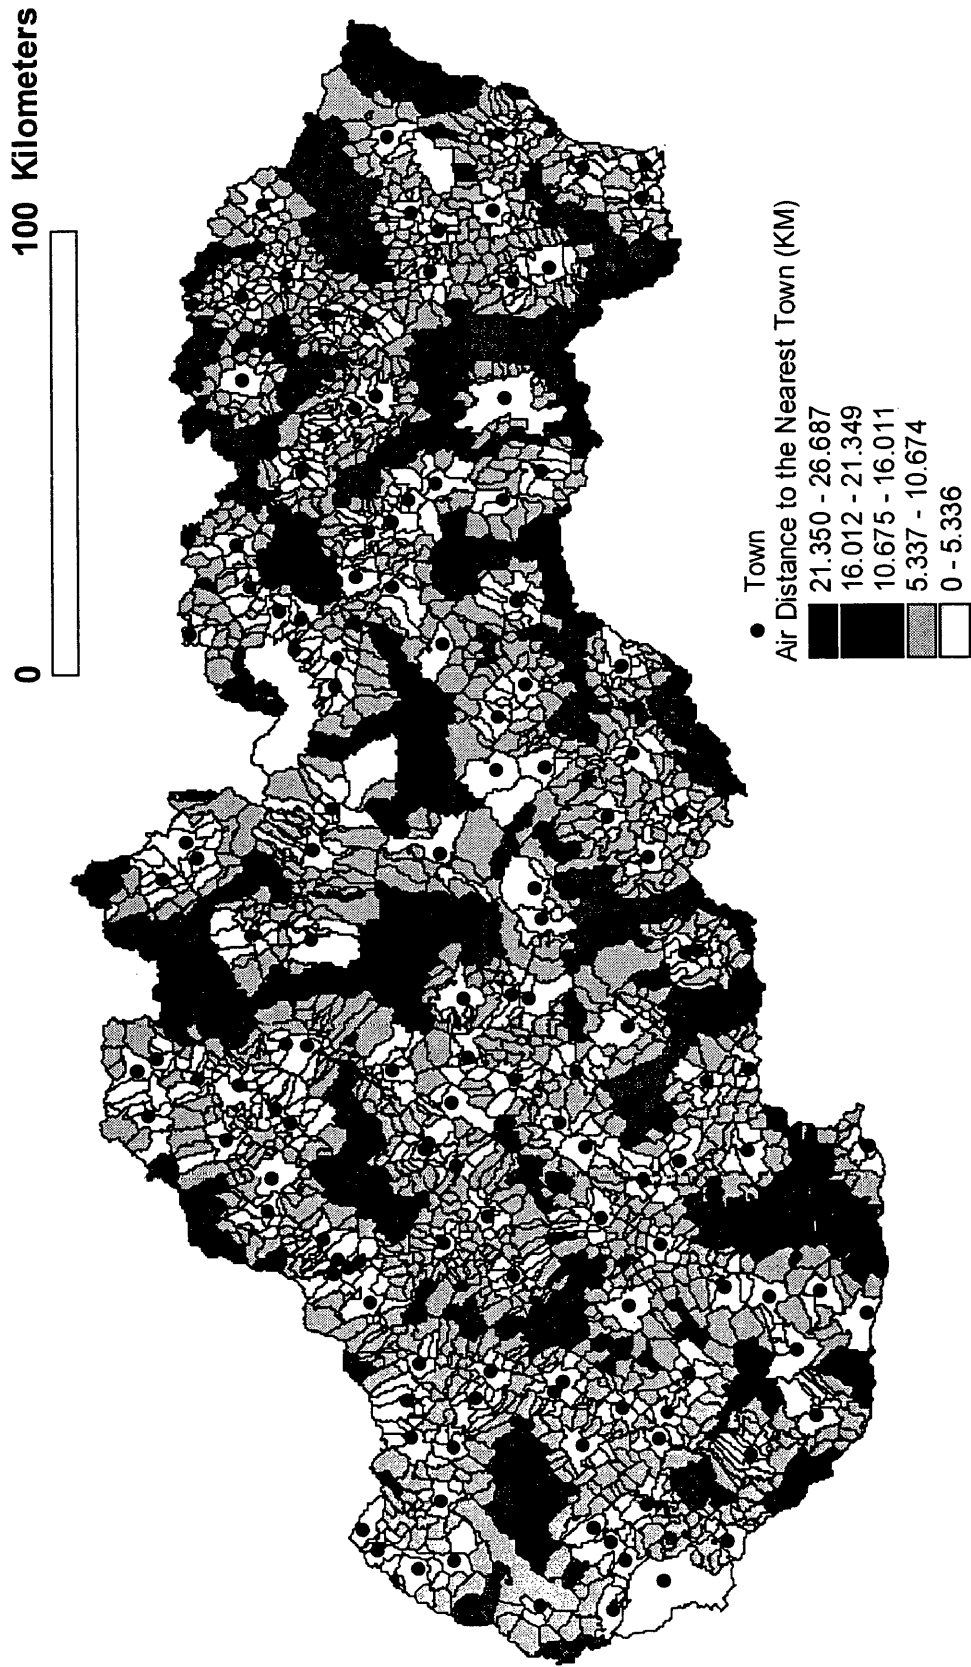 0 100 Kilometers
Town
Air Distance to the Nearest Town (KM)
21.350 - 26.687
16.012 - 21.349
10.675 - 16.011
5.337 - 10.674
0 - 5.336